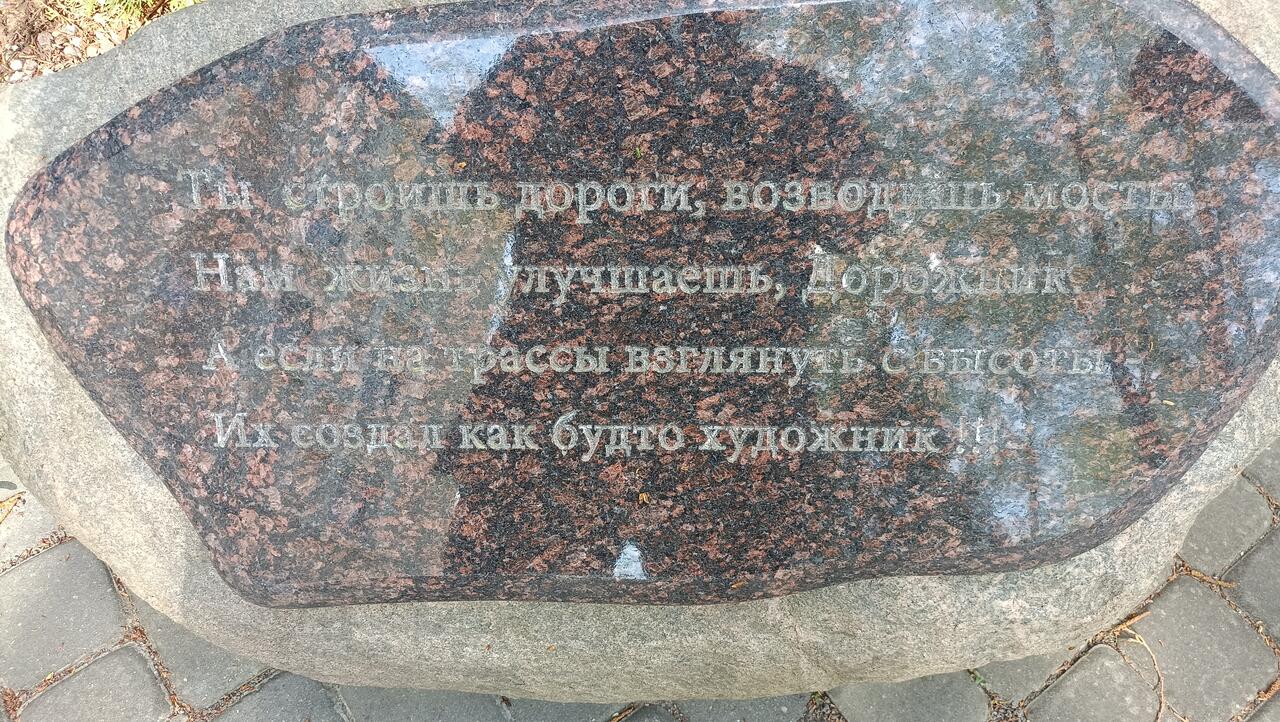 Ты строишь дороги, возводишь мосты,
Нам жизнь улучшаешь, Дорожник.
А если на трассы взглянуть с высоты -
Их создал как будто художник !!!